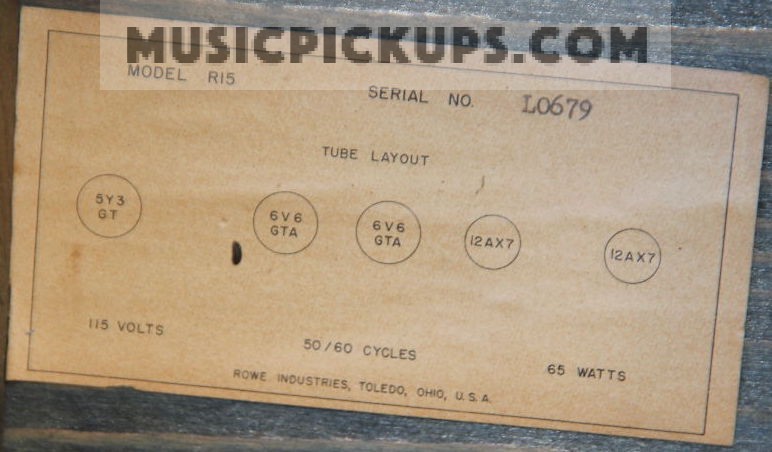 MUSICPICKUPS.COM
MODEL R15
SERIAL NO. L0679
TUBE LAYOUT
5Y3
GT
6V6
GTA
6V6
GTA
12AX7
12AX7
115 VOLTS
50/60 CYCLES
65 WATTS
ROWE INDUSTRIES, TOLEDO, OHIO, U.S.A.